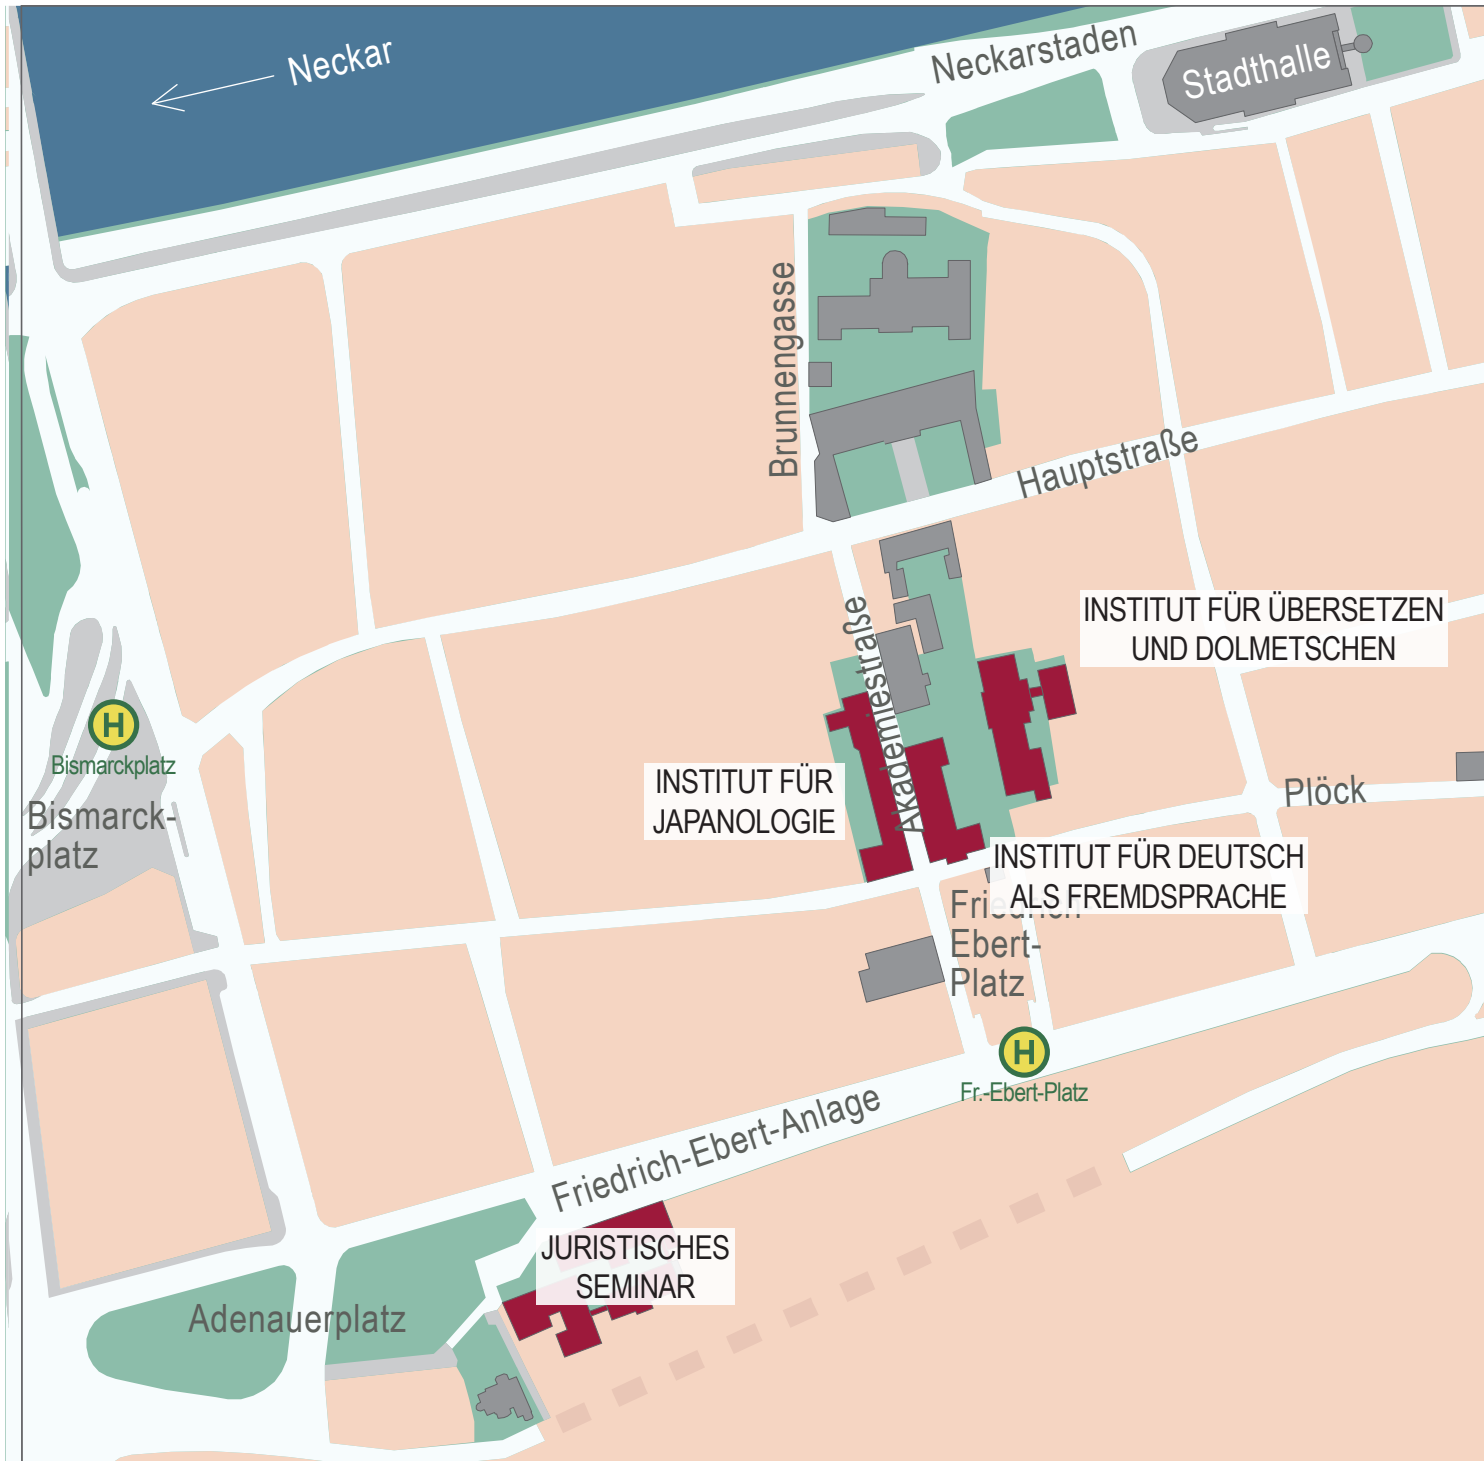 Neckar
Neckarstaden
Stadthalle
Brunnengasse
Hauptstraße
INSTITUT FÜR ÜBERSETZEN
UND DOLMETSCHEN
Akademiestraße
H
Bismarckplatz
Bismarck-
platz
INSTITUT FÜR
JAPANOLOGIE
Plöck
INSTITUT FÜR DEUTSCH
ALS FREMDSPRACHE
Friedrich
Ebert-
Platz
H
Fr.-Ebert-Platz
Friedrich-Ebert-Anlage
JURISTISCHES
SEMINAR
Adenauerplatz